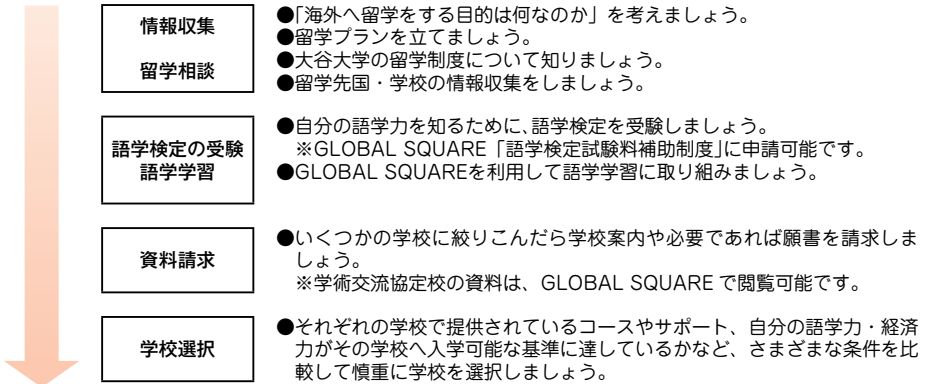 情報収集
留学相談
●「海外へ留学をする目的は何なのか」を考えましょう。
●留学プランを立てましょう。
●大谷大学の留学制度について知りましょう。
●留学先国・学校の情報収集をしましょう。
語学検定の受験
語学学習
●自分の語学力を知るために、語学検定を受験しましょう。
※GLOBAL SQUARE「語学検定試験料補助制度」に申請可能です。
●GLOBAL SQUAREを利用して語学学習に取り組みましょう。
資料請求
●いくつかの学校に絞りこんだら学校案内や必要であれば願書を請求しま
しょう。
※学術交流協定校の資料は、GLOBAL SQUARE で閲覧可能です。
学校選択
●それぞれの学校で提供されているコースやサポート、自分の語学力・経済
力がその学校へ入学可能な基準に達しているかなど、さまざまな条件を比
較して慎重に学校を選択しましょう。